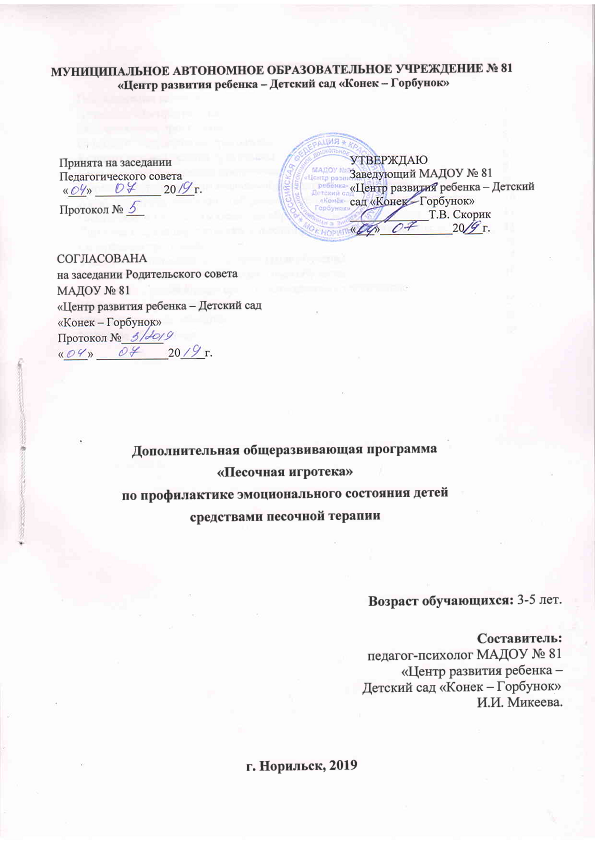 МУНИЦИПАЛЬНОЕ АВТОНОМНОЕ ОБРАЗОВАТЕЛЬНОЕ УЧРЕЖДЕНИЕ № 81
«Центр развития ребенка – Детский сад «Конек – Горбунок»
Принята на заседании
Педагогического совета
«04» 07 2019 г.
Протокол № 5
УТВЕРЖДАЮ
Заведующий МАДОУ № 81
«Центр развития ребенка – Детский
сад «Конек – Горбунок»
Т.В. Скорик
«04» 07 2019г.
СОГЛАСОВАНА
на заседании Родительского совета
МАДОУ № 81
«Центр развития ребенка – Детский сад
«Конек – Горбунок»
Протокол № 3/2019
«04» 07 2019г.
Дополнительная общеразвивающая программа
«Песочная игротека»
по профилактике эмоционального состояния детей
средствами песочной терапии
Возраст обучающихся: 3-5 лет.
Составитель:
педагог-психолог МАДОУ № 81
«Центр развития ребенка –
Детский сад «Конек – Горбунок»
И.И. Микеева.
г. Норильск, 2019